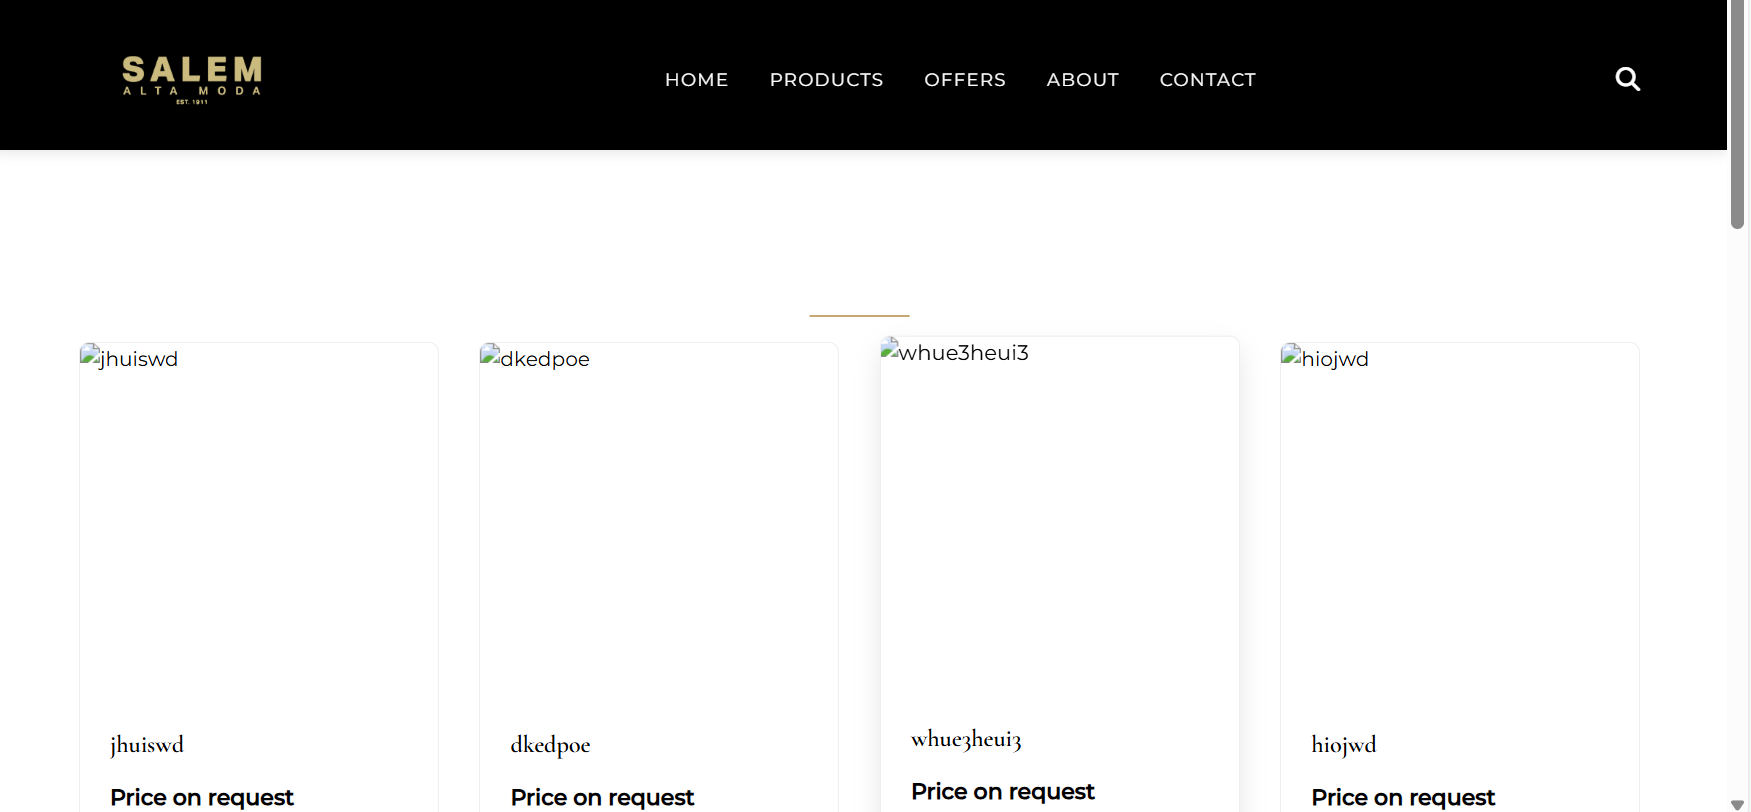 SALEM
ALTA MODA
EST. 1911
HOME PRODUCTS OFFERS ABOUT CONTACT
jhuiswd dkedpoe whue3heui3 hiojwd
jhuiswd dkedpoe whue3heui3 hiojwd
Price on request Price on request Price on request Price on request